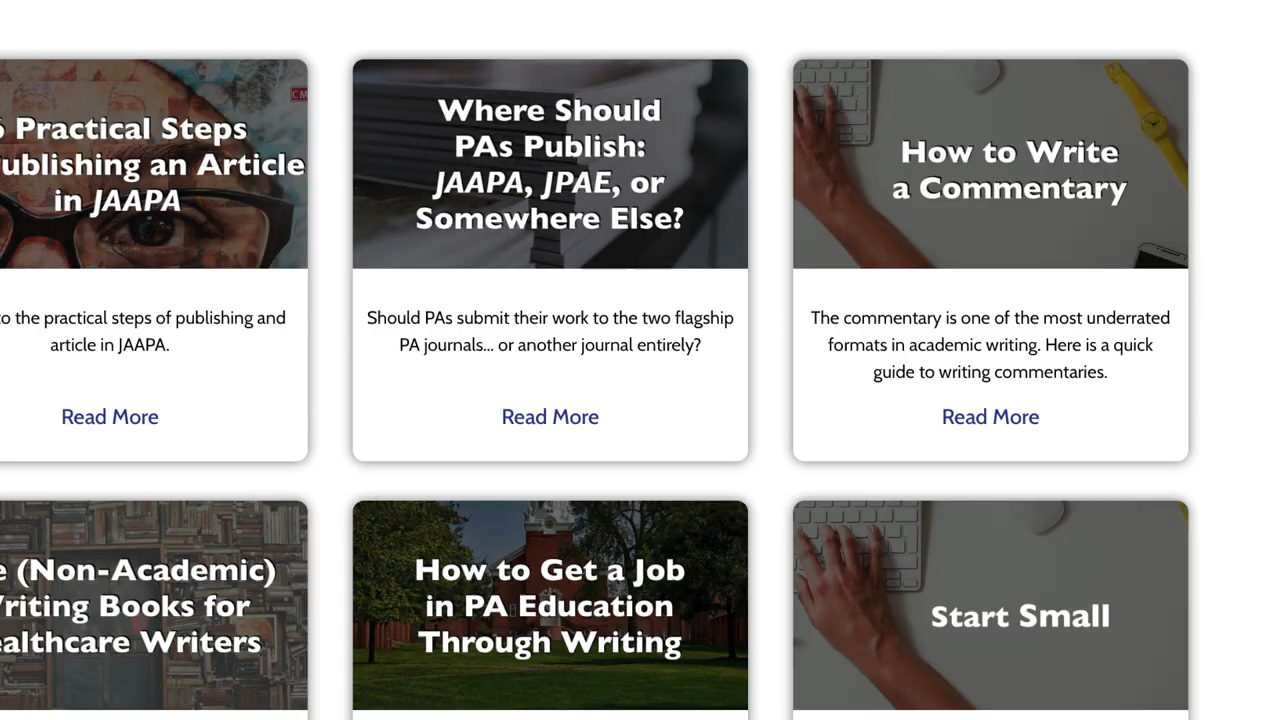 6 Practical Steps
ublishing an Article
in JAAPA
to the practical steps of publishing and
article in JAAPA.
Read More
Where Should
PAs Publish:
JAAPA, JPAE, or
Somewhere Else?
Should PAs submit their work to the two flagship
PA journals... or another journal entirely?
Read More
How to Write
a Commentary
The commentary is one of the most underrated
formats in academic writing. Here is a quick
guide to writing commentaries.
Read More
e (Non-Academic)
riting Books for
ealthcare Writers
How to Get a Job
in PA Education
Through Writing
Start Small